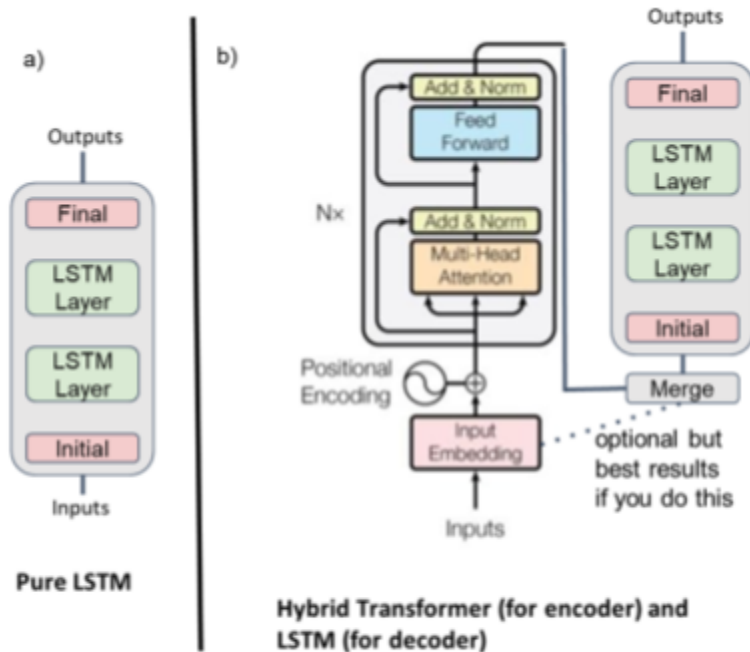 a)
Outputs
Final
LSTM
Layer
LSTM
Layer
Initial
Inputs
Pure LSTM
b)
Add & Norm
Feed
Forward
N×
Add & Norm
Multi-Head
Attention
Positional
Encoding
Input
Embedding
Inputs
Outputs
Final
LSTM
Layer
LSTM
Layer
Initial
Merge
optional but
best results
if you do this
Hybrid Transformer (for encoder) and
LSTM (for decoder)